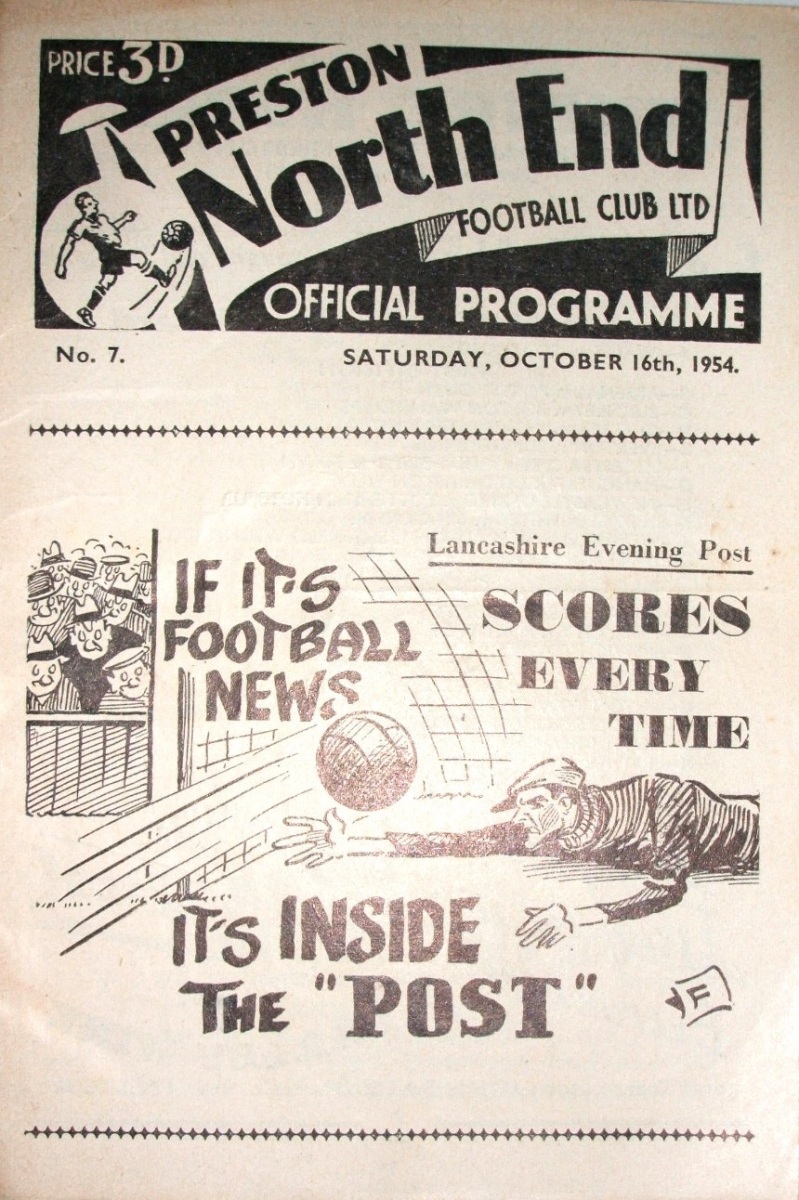 PRICE 3D
PRESTON
North End
FOOTBALL CLUB LTD
OFFICIAL PROGRAMME
No. 7.
SATURDAY, OCTOBER 16th, 1954.
Lancashire Evening Post
SCORES
EVERY
TIME
IF IT'S
FOOTBALL
NEWS
IT'S INSIDE
THE "POST"
F